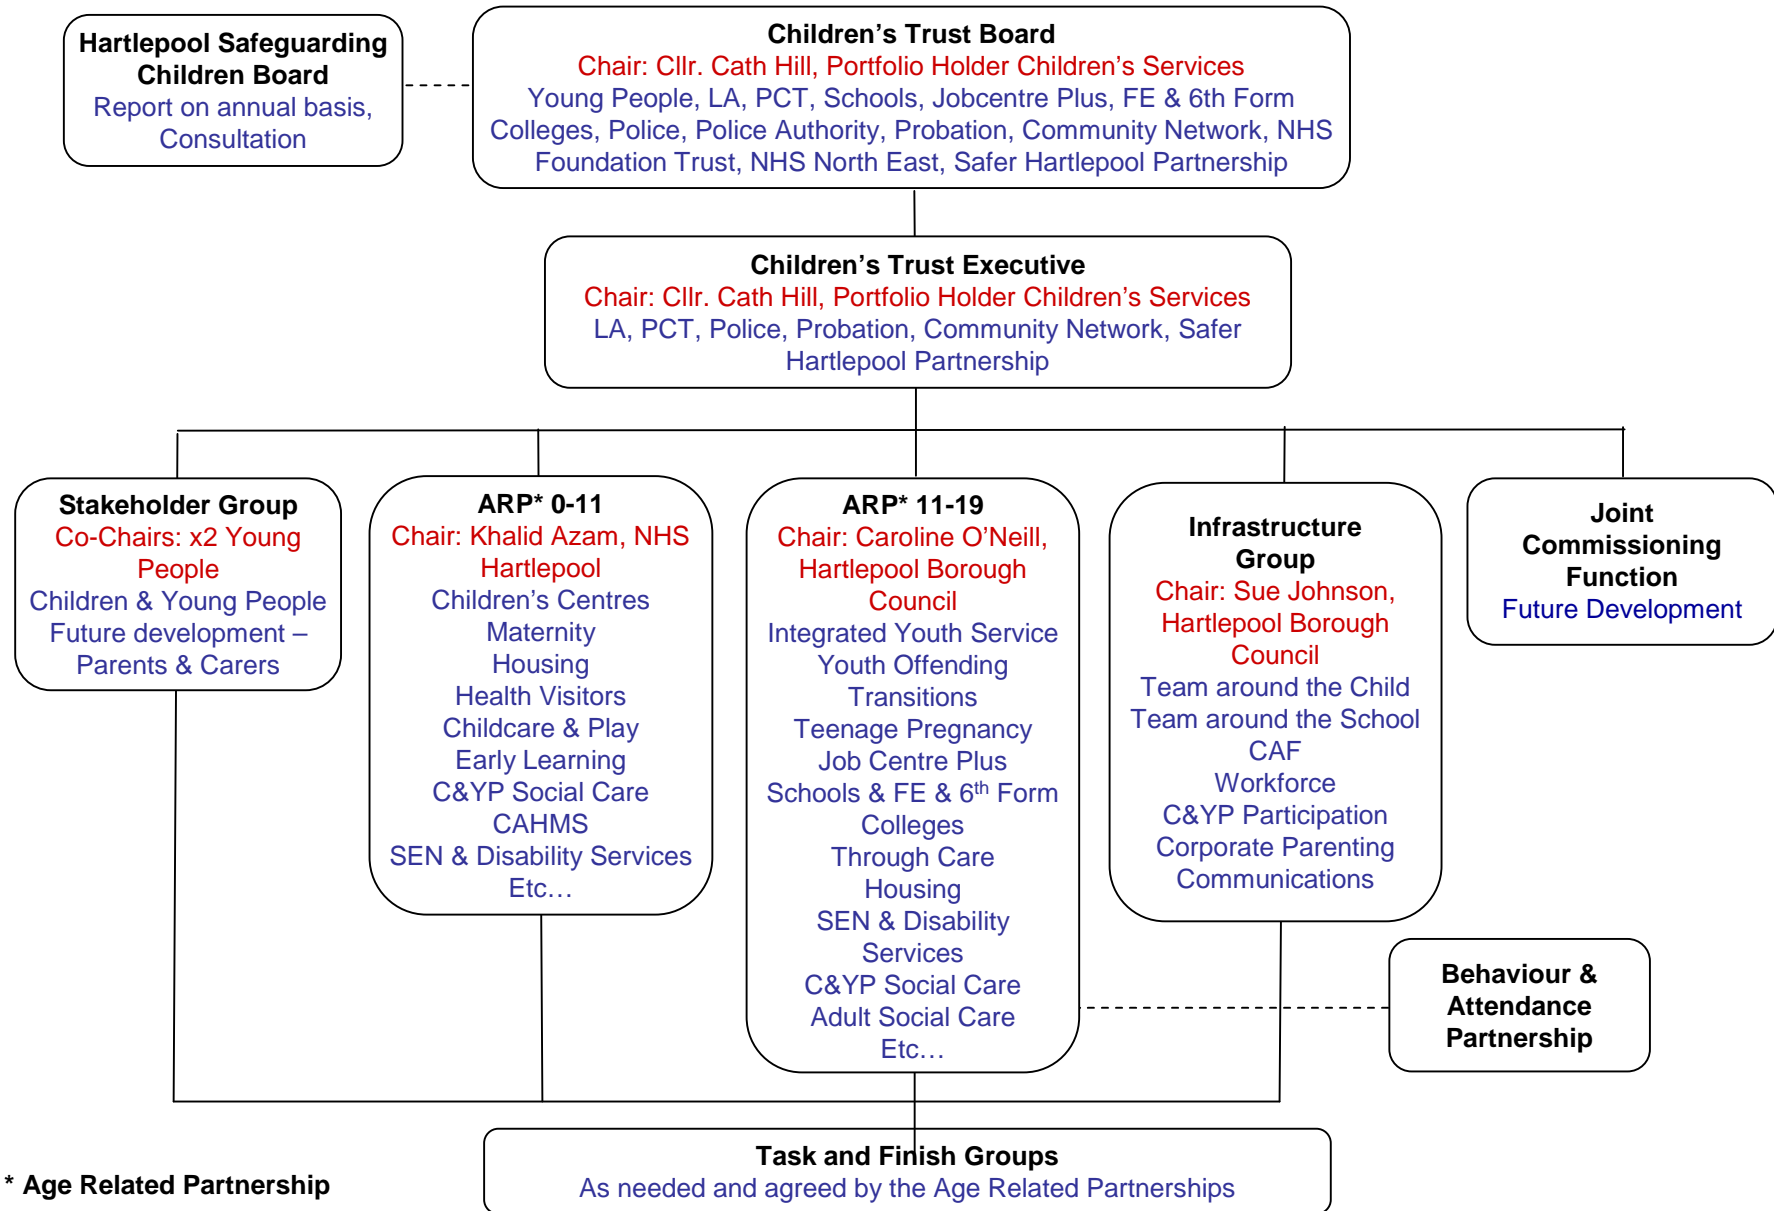 Hartlepool Safeguarding
Children Board
Report on annual basis,
Consultation
Children’s Trust Board
Chair: Cllr. Cath Hill, Portfolio Holder Children’s Services
Young People, LA, PCT, Schools, Jobcentre Plus, FE & 6th Form
Colleges, Police, Police Authority, Probation, Community Network, NHS
Foundation Trust, NHS North East, Safer Hartlepool Partnership
Children’s Trust Executive
Chair: Cllr. Cath Hill, Portfolio Holder Children’s Services
LA, PCT, Police, Probation, Community Network, Safer
Hartlepool Partnership
Stakeholder Group
Co-Chairs: x2 Young
People
Children & Young People
Future development –
Parents & Carers
ARP* 0-11
Chair: Khalid Azam, NHS
Hartlepool
Children’s Centres
Maternity
Housing
Health Visitors
Childcare & Play
Early Learning
C&YP Social Care
CAHMS
SEN & Disability Services
Etc…
ARP* 11-19
Chair: Caroline O’Neill,
Hartlepool Borough
Council
Integrated Youth Service
Youth Offending
Transitions
Teenage Pregnancy
Job Centre Plus
Schools & FE & 6th Form
Colleges
Through Care
Housing
SEN & Disability
Services
C&YP Social Care
Adult Social Care
Etc…
Infrastructure
Group
Chair: Sue Johnson,
Hartlepool Borough
Council
Team around the Child
Team around the School
CAF
Workforce
C&YP Participation
Corporate Parenting
Communications
Joint
Commissioning
Function
Future Development
Behaviour &
Attendance
Partnership
Task and Finish Groups
As needed and agreed by the Age Related Partnerships
* Age Related Partnership